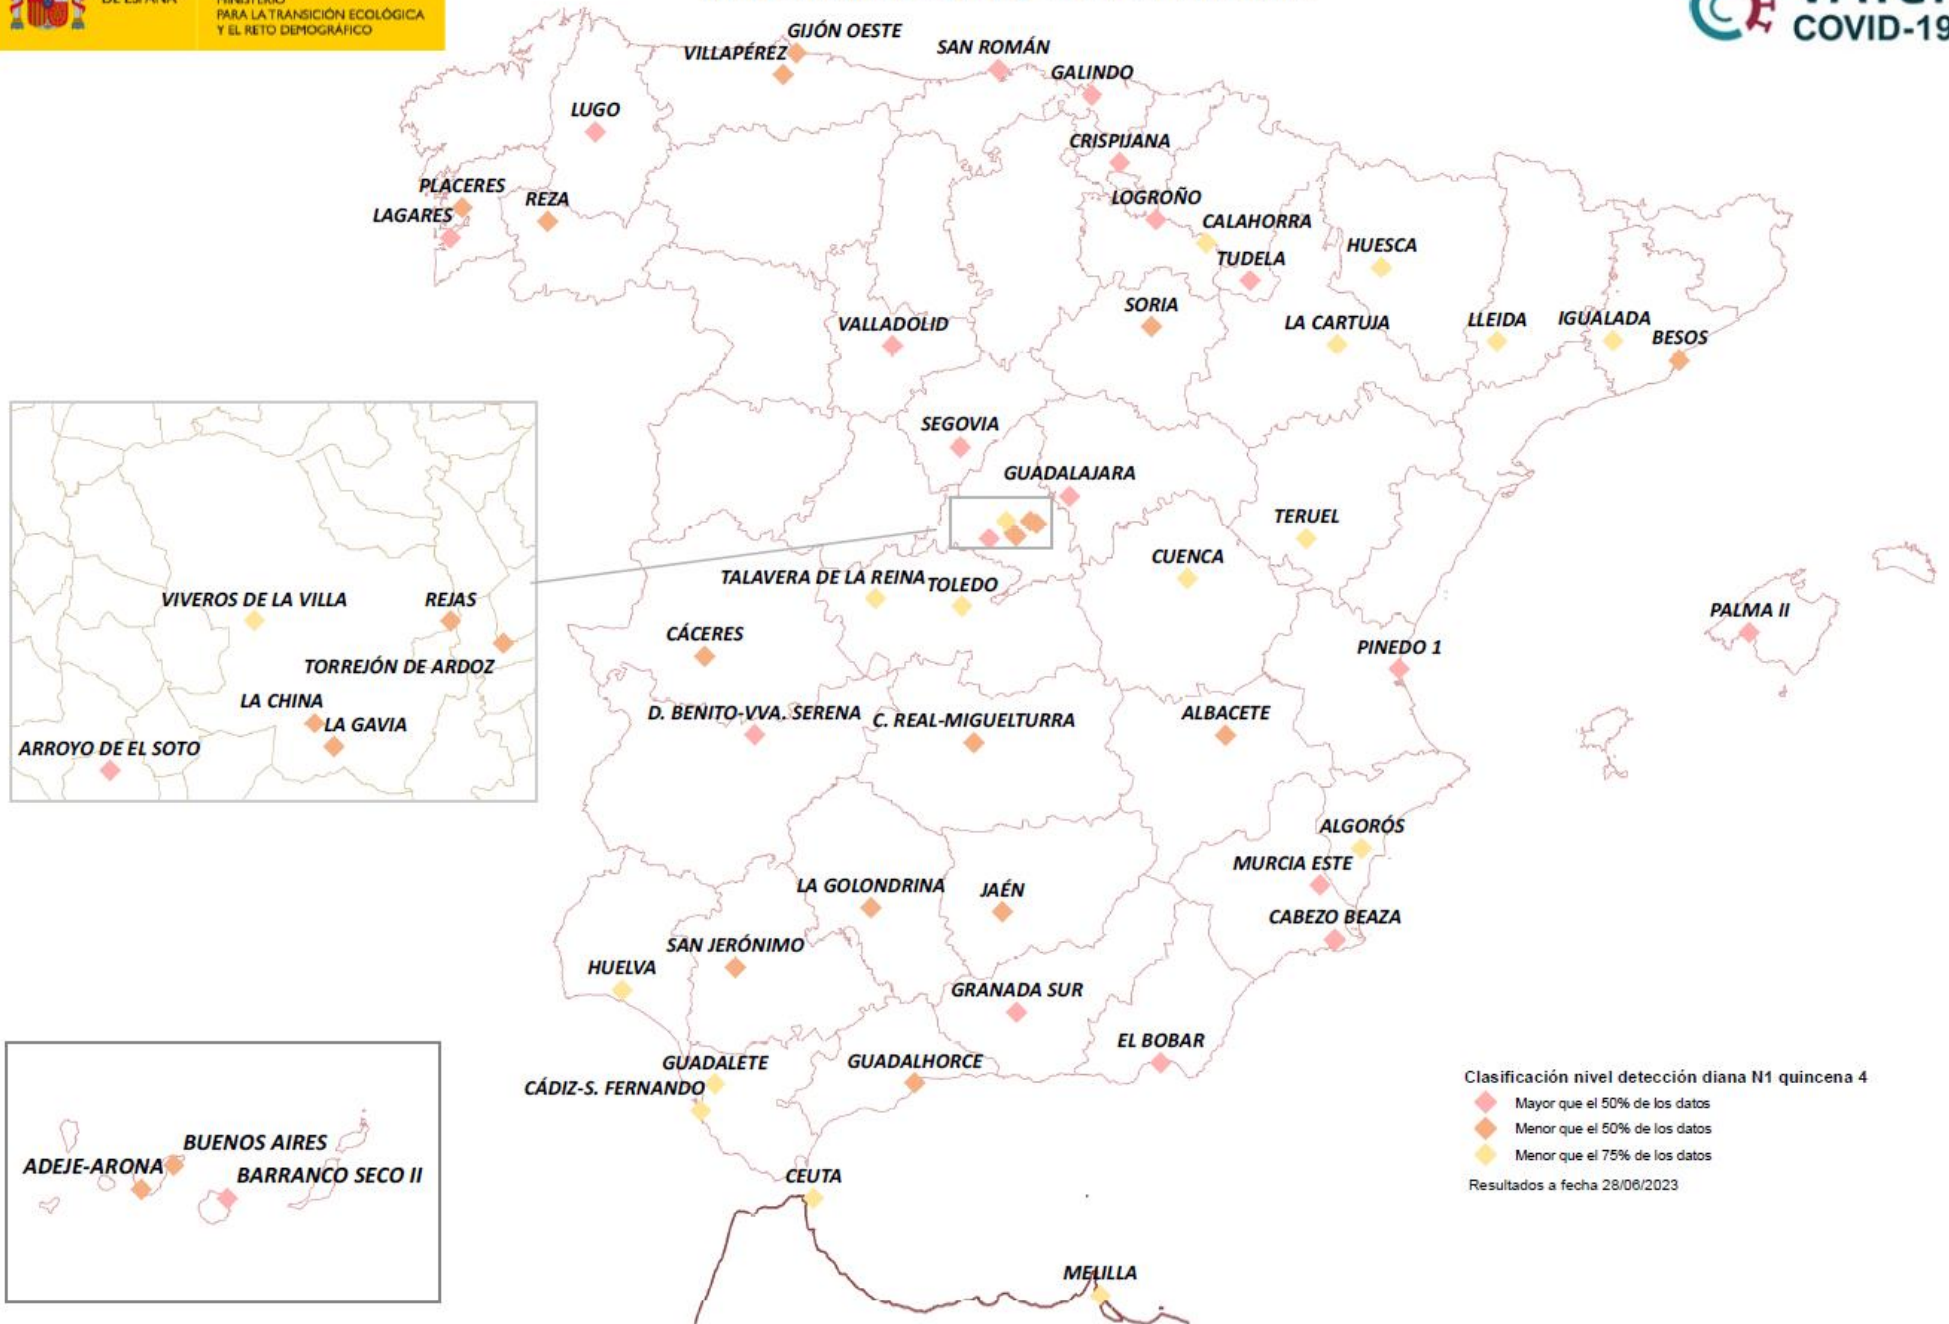 MINISTERIO
PARA LA TRANSICIÓN ECOLÓGICA
Y EL RETO DEMOGRÁFICO
COVID-19
GIJÓN OESTE
VILLAPÉREZ
SAN ROMÁN
GALINDO
LUGO
CRISPIJANA
PLACERES
REZA
LAGARES
LOGROÑO
CALAHORRA
TUDELA
HUESCA
SORIA
VALLADOLID
LA CARTUJA
LLEIDA
IGUALADA
BESOS
SEGOVIA
GUADALAJARA
TERUEL
CUENCA
TALAVERA DE LA REINA
TOLEDO
VIVEROS DE LA VILLA
REJAS
TORREJÓN DE ARDOZ
LA CHINA
LA GAVIA
ARROYO DE EL SOTO
PALMA II
CÁCERES
PINEDO 1
D. BENITO-VVA. SERENA
C. REAL-MIGUELTURRA
ALBACETE
ALGORÓS
MURCIA ESTE
LA GOLONDRINA
JAÉN
CABEZO BEAZA
SAN JERÓNIMO
HUELVA
GRANADA SUR
EL BOBAR
GUADALETE
GUADALHORCE
CÁDIZ-S. FERNANDO
BUENOS AIRES
ADEJE-ARONA
BARRANCO SECO II
CEUTA
MELILLA
Clasificación nivel detección diana N1 quincena 4
Mayor que el 50% de los datos
Menor que el 50% de los datos
Menor que el 75% de los datos
Resultados a fecha 28/06/2023